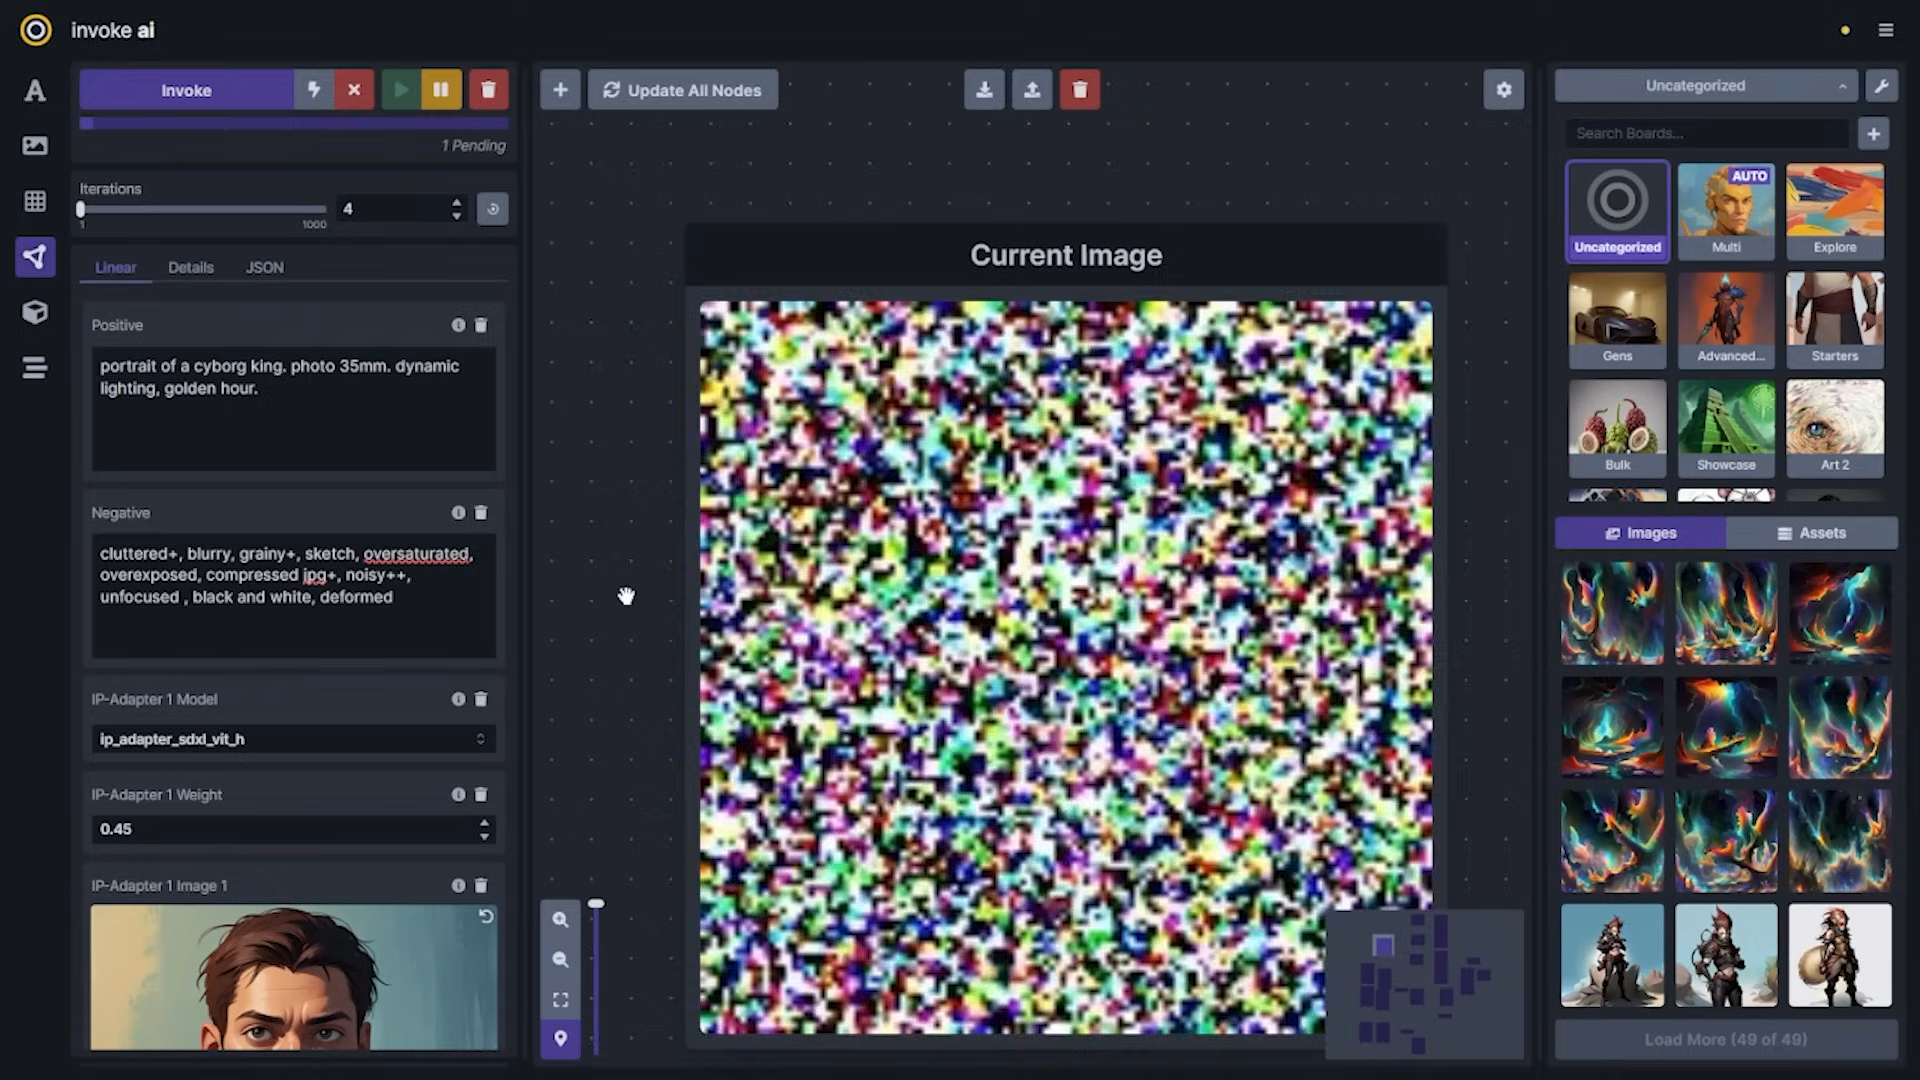 invoke ai
Invoke
Update All Nodes
1 Pending
Iterations
4
1
1000
Linear
Details
JSON
Positive
portrait of a cyborg king. photo 35mm. dynamic
lighting, golden hour.
Negative
cluttered+, blurry, grainy+, sketch, oversaturated,
overexposed, compressed jpg+, noisy++,
unfocused , black and white, deformed
IP-Adapter 1 Model
ip_adapter_sdxl_vit_h
IP-Adapter 1 Weight
0.45
IP-Adapter 1 Image 1
Current Image
Uncategorized
Search Boards...
Uncategorized
AUTO
Multi
Explore
Gens
Advanced...
Starters
Bulk
Showcase
Art 2
Images
Assets
Load More (49 of 49)